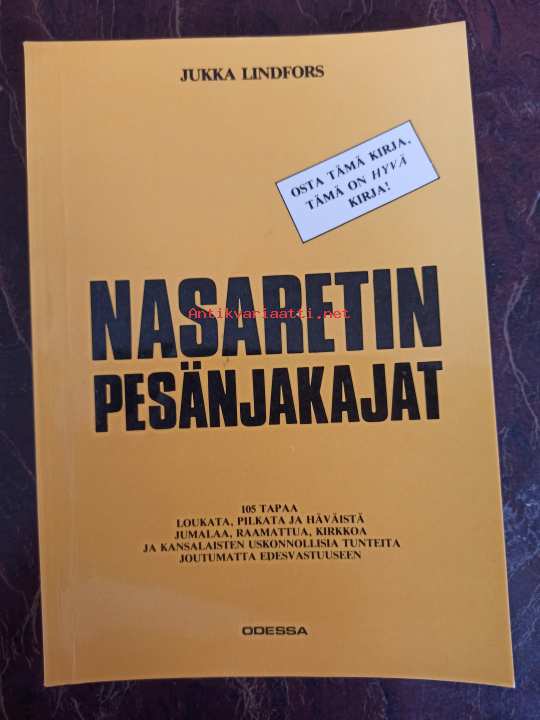 JUKKA LINDFORS
OSTA TÄMÄ KIRJA.
TÄMÄ ON HYVÄ
KIRJA!
NASARETIN
Antikvariaatti.net
PESÄNJAKAJAT
105 TAPAA
LOUKATA, PILKATA JA HÄVÄISTÄ
JUMALAA, RAAMATTUA, KIRKKOA
JA KANSALAISTEN USKONNOLLISIA TUNTEITA
JOUTUMATTA EDESVASTUUSEEN
ODESSA